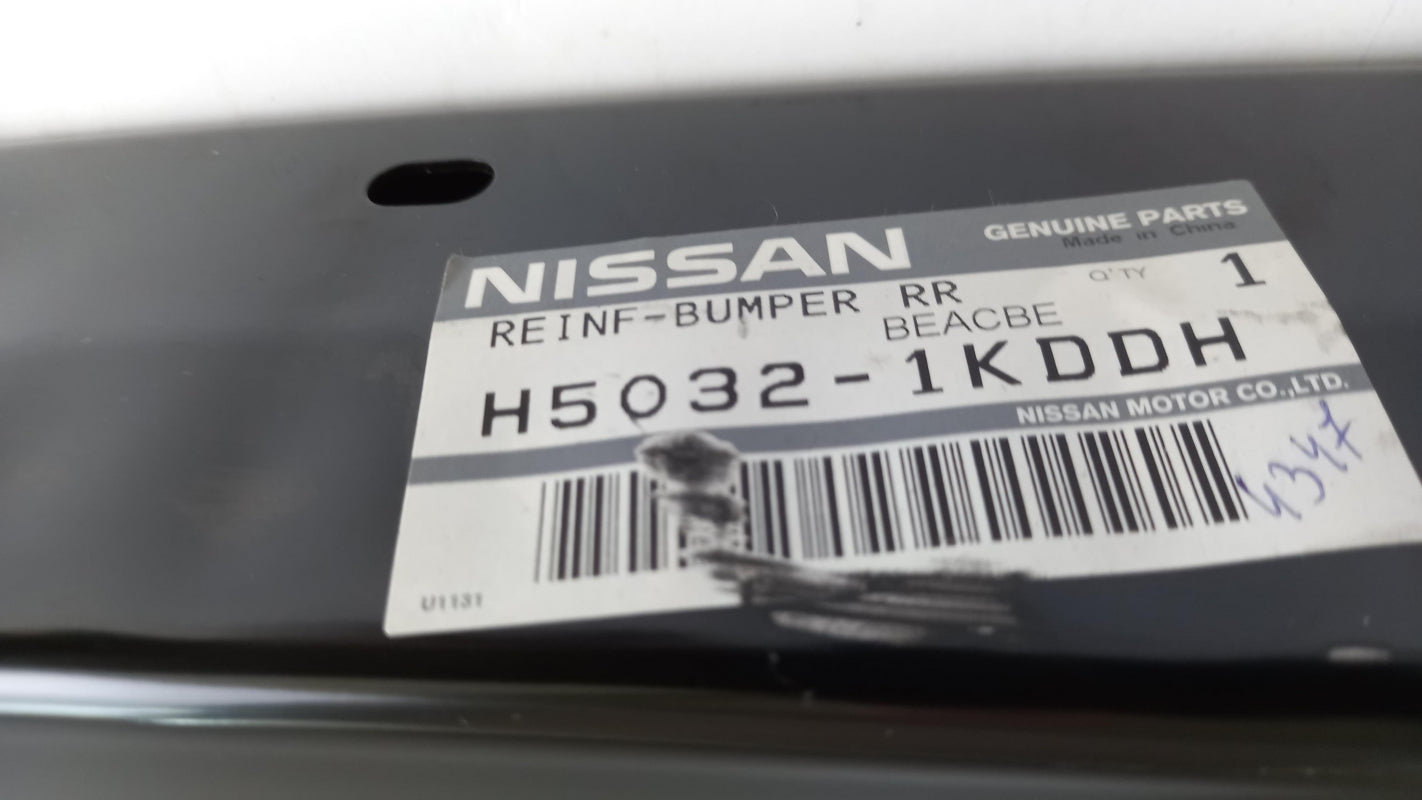 NISSAN
GENUINE PARTS
Made in China
REINF-BUMPER RR
Q'TY 1
BEACBE
H5032-1KDDH
NISSAN MOTOR CO.,LTD.
4347
U1131